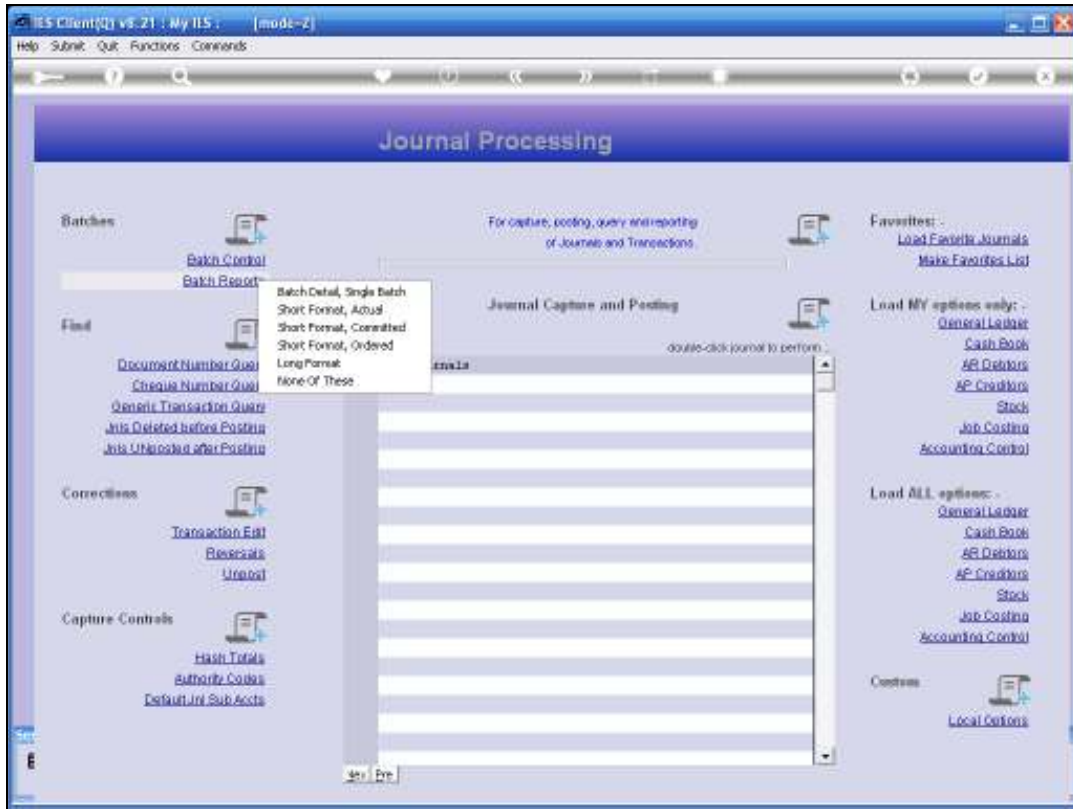 IES Client(Q) v8.21 : My IES : [mode=2]
Help Submit Quit Functions Commands
Journal Processing
Batches
Batch Control
Batch Reports
Batch Detail, Single Batch
Short Format, Actual
Short Format, Committed
Short Format, Ordered
Long Format
None Of These
Find
Document Number Query
Cheque Number
Generic Transaction Query
Jnls Deleted before Posting
Jnls UNposted after Posting
Corrections
Transaction Edit
Reversals
Unpost
Capture Controls
Hash Totals
Authority Codes
Default Jnl Sub Accts
For capture, posting, query and reporting
of Journals and Transactions.
Journal Capture and Posting
double-click journal to perform
Favorites: -
Load Favorite Journals
Make Favorites List
Load MY options only: -
General Ledger
Cash Book
AR Debtors
AP Creditors
Stock
Job Costing
Accounting Control
Load ALL options: -
General Ledger
Cash Book
AR Debtors
AP Creditors
Stock
Job Costing
Accounting Control
Custom
Local Options
Nex Pre